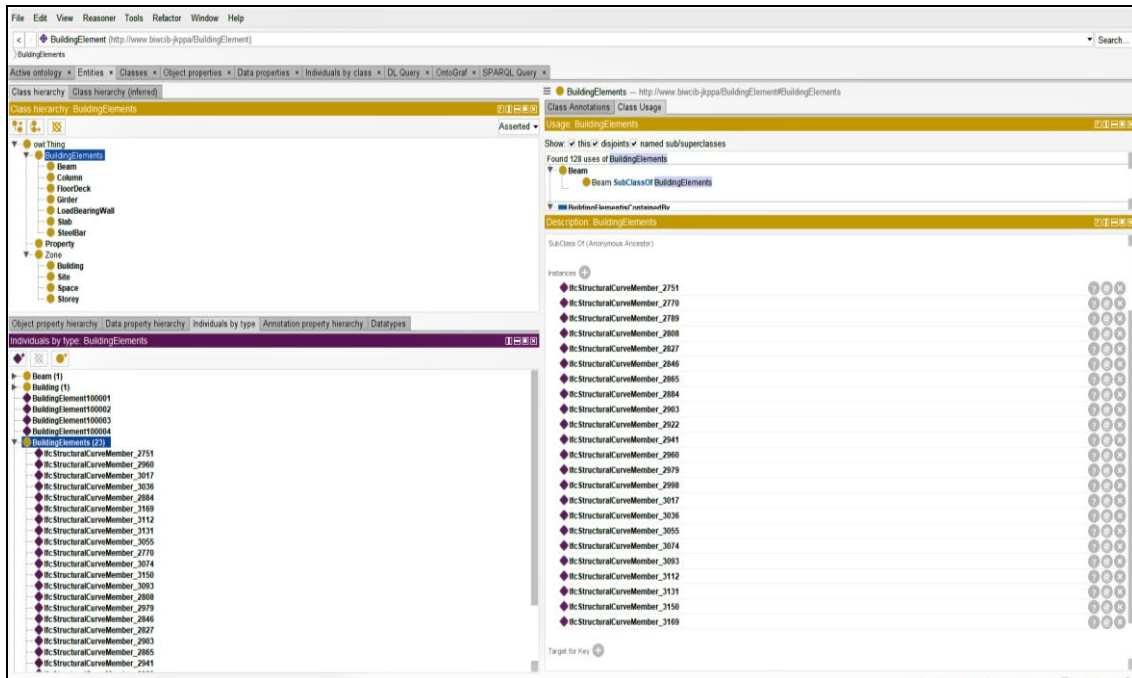 File Edit View Reasoner Tools Refactor Window Help
< BuildingElement (http://www.biwcib-jkppa/BuildingElement) Search...
BuildingElements
Active ontology × Entities × Classes × Object properties × Data properties × Individuals by class × DL Query × OntoGraf × SPARQL Query ×
Class hierarchy Class hierarchy (inferred)
Class hierarchy: BuildingElements
Asserted
owl:Thing
BuildingElements
Beam
Column
FloorDeck
Girder
LoadBearingWall
Slab
SteelBar
Property
Zone
Building
Site
Space
Storey
Object property hierarchy Data property hierarchy Individuals by type Annotation property hierarchy Datatypes
Individuals by type: BuildingElements
Beam (1)
Building (1)
BuildingElement100001
BuildingElement100002
BuildingElement100003
BuildingElement100004
BuildingElements (23)
IfcStructuralCurveMember_2751
IfcStructuralCurveMember_2960
IfcStructuralCurveMember_3017
IfcStructuralCurveMember_3036
IfcStructuralCurveMember_2884
IfcStructuralCurveMember_3169
IfcStructuralCurveMember_3112
IfcStructuralCurveMember_3131
IfcStructuralCurveMember_3055
IfcStructuralCurveMember_2770
IfcStructuralCurveMember_3074
IfcStructuralCurveMember_3150
IfcStructuralCurveMember_3093
IfcStructuralCurveMember_2808
IfcStructuralCurveMember_2979
IfcStructuralCurveMember_2846
IfcStructuralCurveMember_2827
IfcStructuralCurveMember_2903
IfcStructuralCurveMember_2865
IfcStructuralCurveMember_2941
BuildingElements — http://www.biwcib-jkppa/BuildingElement#BuildingElements
Class Annotations Class Usage
Usage: BuildingElements
Show: this disjoints named sub/superclasses
Found 128 uses of BuildingElements
Beam
Beam SubClassOf BuildingElements
BuildingElementisContainedBy
Description: BuildingElements
SubClass Of (Anonymous Ancestor)
Instances
IfcStructuralCurveMember_2751
IfcStructuralCurveMember_2770
IfcStructuralCurveMember_2789
IfcStructuralCurveMember_2808
IfcStructuralCurveMember_2827
IfcStructuralCurveMember_2846
IfcStructuralCurveMember_2865
IfcStructuralCurveMember_2884
IfcStructuralCurveMember_2903
IfcStructuralCurveMember_2922
IfcStructuralCurveMember_2941
IfcStructuralCurveMember_2960
IfcStructuralCurveMember_2979
IfcStructuralCurveMember_2998
IfcStructuralCurveMember_3017
IfcStructuralCurveMember_3036
IfcStructuralCurveMember_3055
IfcStructuralCurveMember_3074
IfcStructuralCurveMember_3093
IfcStructuralCurveMember_3112
IfcStructuralCurveMember_3131
IfcStructuralCurveMember_3150
IfcStructuralCurveMember_3169
Target for Key